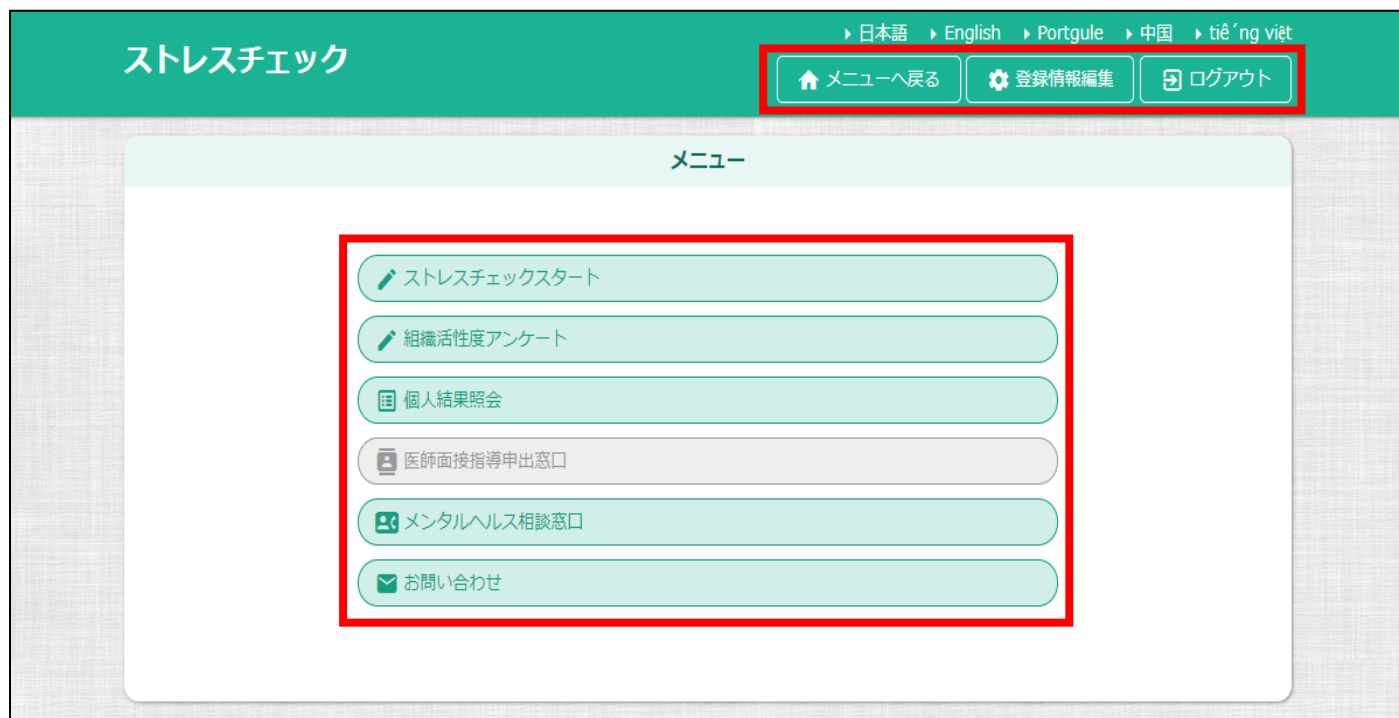 ストレスチェック
日本語 English Portgule 中国 tiê´ng việt
メニューへ戻る 登録情報編集 ログアウト
メニュー
ストレスチェックスタート
組織活性度アンケート
個人結果照会
医師面接指導申出窓口
メンタルヘルス相談窓口
お問い合わせ